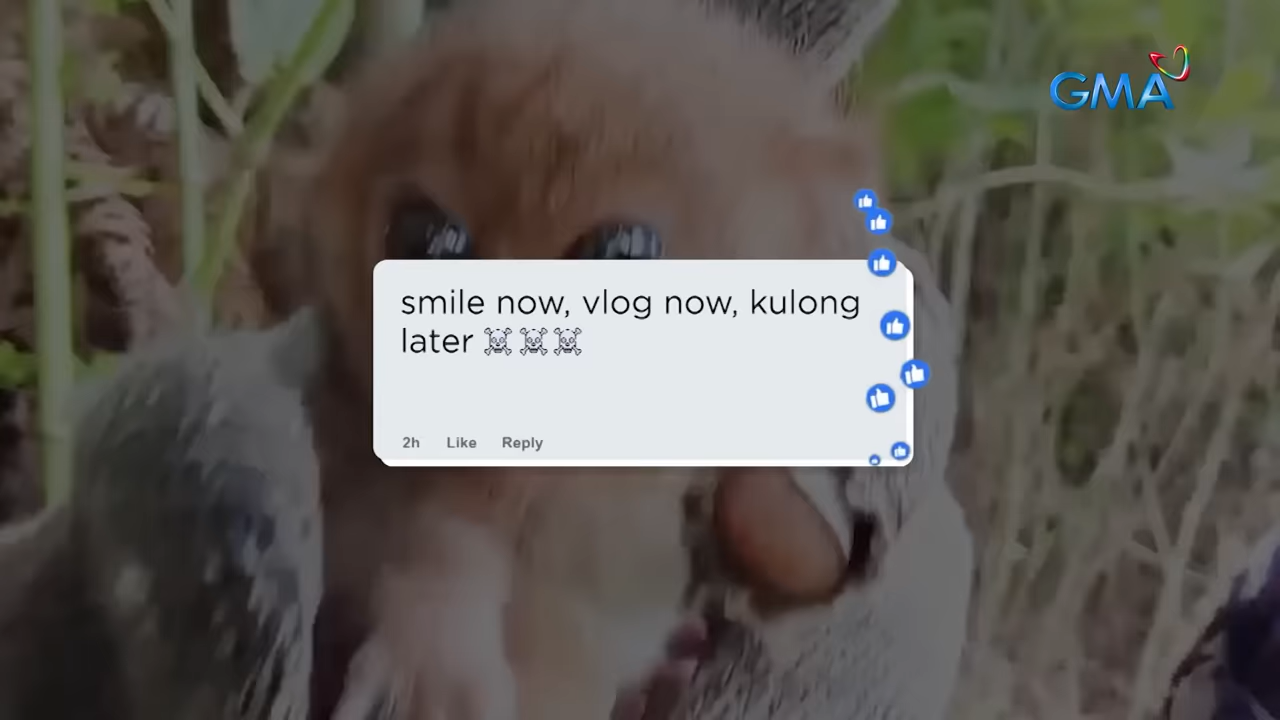 GMA
smile now, vlog now, kulong
later ☠☠☠
2h Like Reply